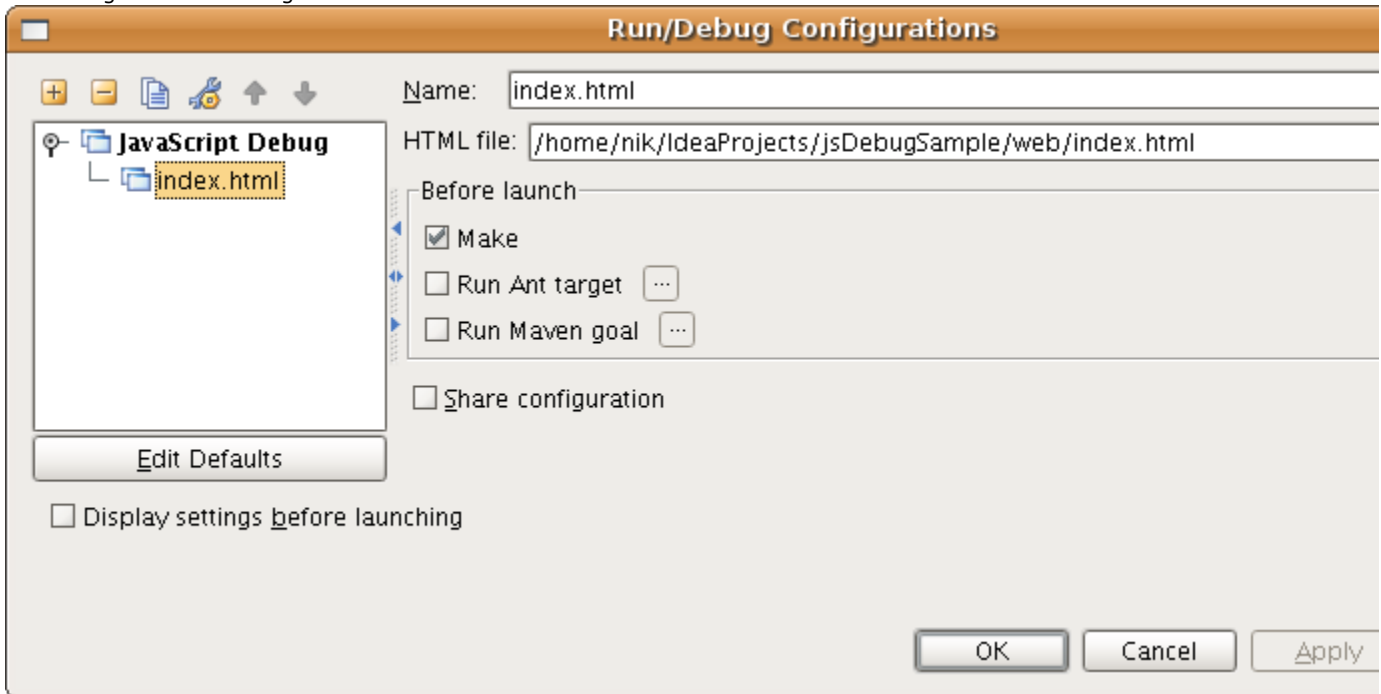 Run/Debug Configurations
Name: index.html
JavaScript Debug
HTML file: /home/nik/IdeaProjects/jsDebugSample/web/index.html
index.html
Before launch
Make
Run Ant target ...
Run Maven goal ...
Share configuration
Edit Defaults
Display settings before launching
OK Cancel Apply